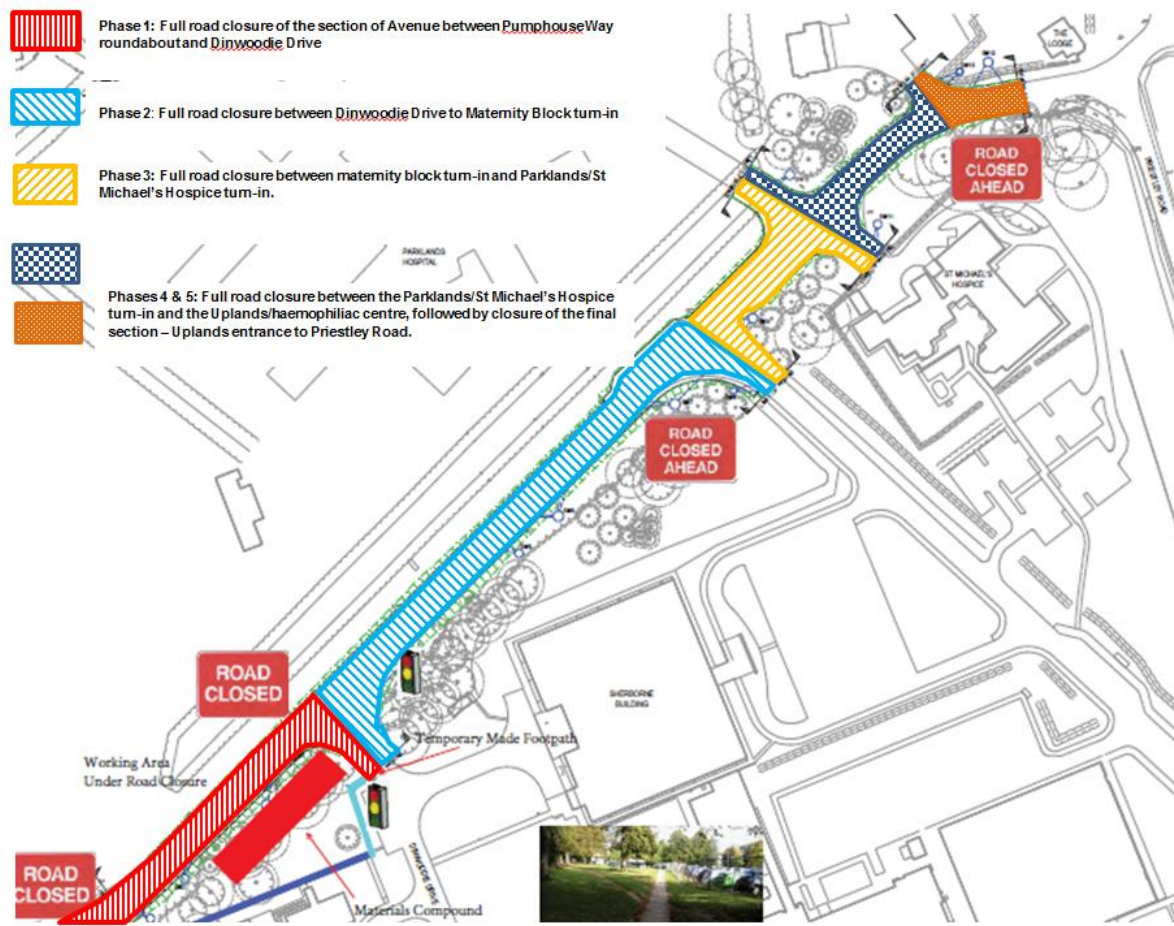 Phase 1: Full road closure of the section of Avenue between Pumphouse Way
roundabout and Dinwoodie Drive
Phase 2: Full road closure between Dinwoodie Drive to Maternity Block turn-in
Phase 3: Full road closure between maternity block turn-in and Parklands/St
Michael's Hospice turn-in.
Phases 4 & 5: Full road closure between the Parklands/St Michael's Hospice
turn-in and the Uplands/haemophiliac centre, followed by closure of the final
section – Uplands entrance to Priestley Road.
THE
LODGE
ROAD
CLOSED
AHEAD
PRIESTLEY ROAD
PARKLANDS
HOSPITAL
ST MICHAEL'S
HOSPICE
ROAD
CLOSED
AHEAD
ROAD
CLOSED
SHERBORNE
BUILDING
Temporary Made Footpath
Working Area
Under Road Closure
ROAD
CLOSED
Materials Compound